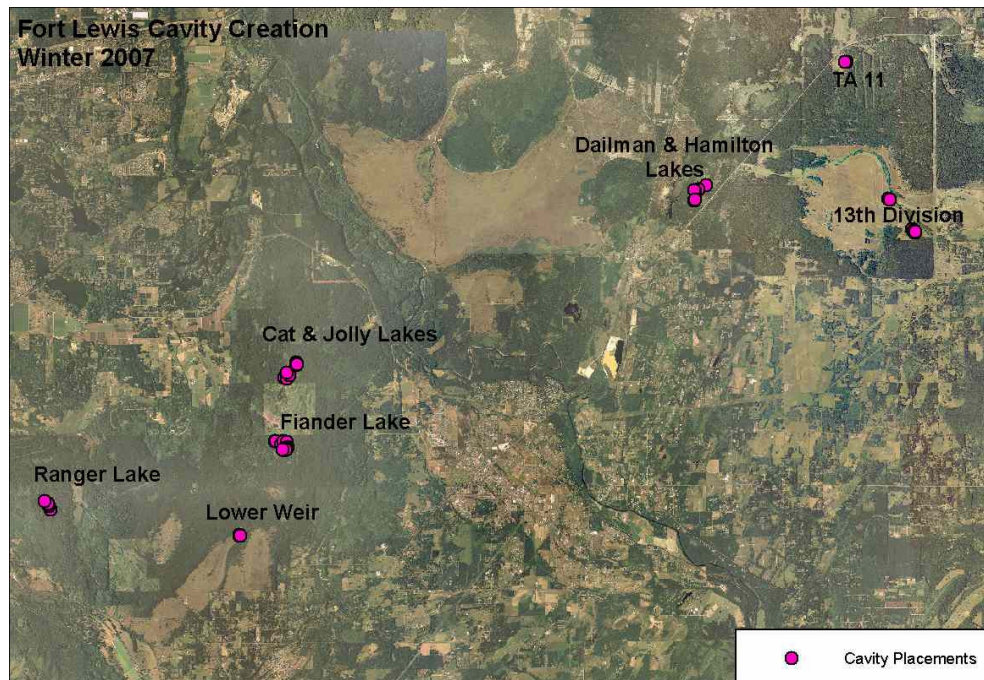 Fort Lewis Cavity Creation
Winter 2007
TA 11
Dailman & Hamilton
Lakes
13th Division
Cat & Jolly Lakes
Fiander Lake
Ranger Lake
Lower Weir
Cavity Placements